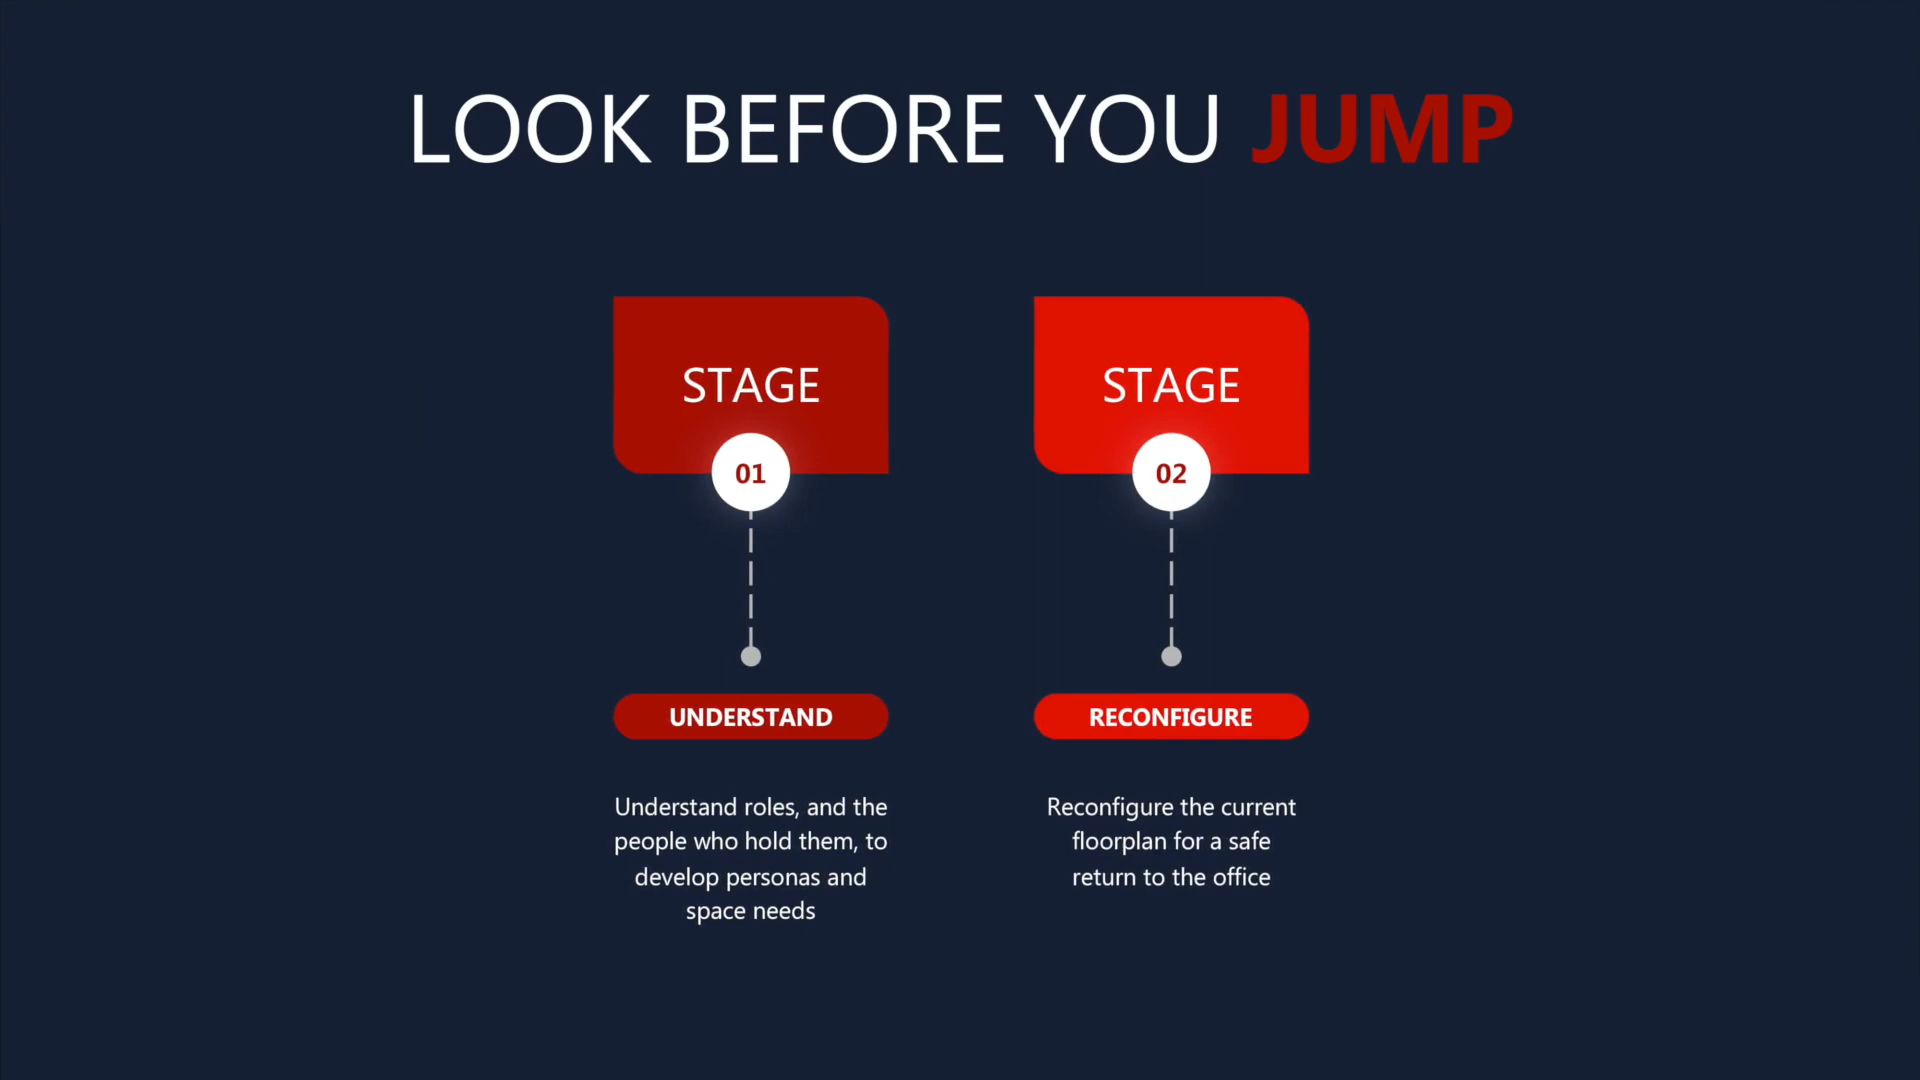 LOOK BEFORE YOU JUMP
STAGE
01
UNDERSTAND
Understand roles, and the
people who hold them, to
develop personas and
space needs
STAGE
02
RECONFIGURE
Reconfigure the current
floorplan for a safe
return to the office